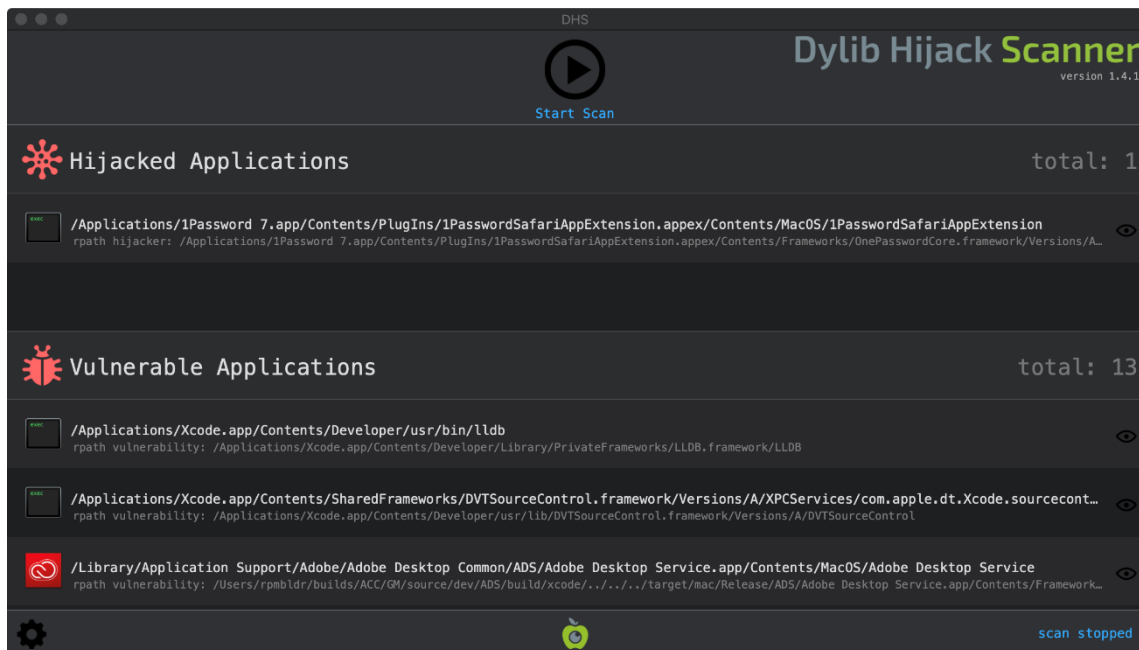 DHS
Dylib Hijack Scanner
version 1.4.1
Start Scan
Hijacked Applications
total: 1
exec
/Applications/1Password 7.app/Contents/PlugIns/1PasswordSafariAppExtension.appex/Contents/MacOS/1PasswordSafariAppExtension
rpath hijacker: /Applications/1Password 7.app/Contents/PlugIns/1PasswordSafariAppExtension.appex/Contents/Frameworks/OnePasswordCore.framework/Versions/A…
Vulnerable Applications
total: 13
exec
/Applications/Xcode.app/Contents/Developer/usr/bin/lldb
rpath vulnerability: /Applications/Xcode.app/Contents/Developer/Library/PrivateFrameworks/LLDB.framework/LLDB
exec
/Applications/Xcode.app/Contents/SharedFrameworks/DVTSourceControl.framework/Versions/A/XPCServices/com.apple.dt.Xcode.sourcecont…
rpath vulnerability: /Applications/Xcode.app/Contents/Developer/usr/lib/DVTSourceControl.framework/Versions/A/DVTSourceControl
/Library/Application Support/Adobe/Adobe Desktop Common/ADS/Adobe Desktop Service.app/Contents/MacOS/Adobe Desktop Service
rpath vulnerability: /Users/rpmbldr/builds/ACC/GM/source/dev/ADS/build/xcode/../../../target/mac/Release/ADS/Adobe Desktop Service.app/Contents/Framework…
scan stopped